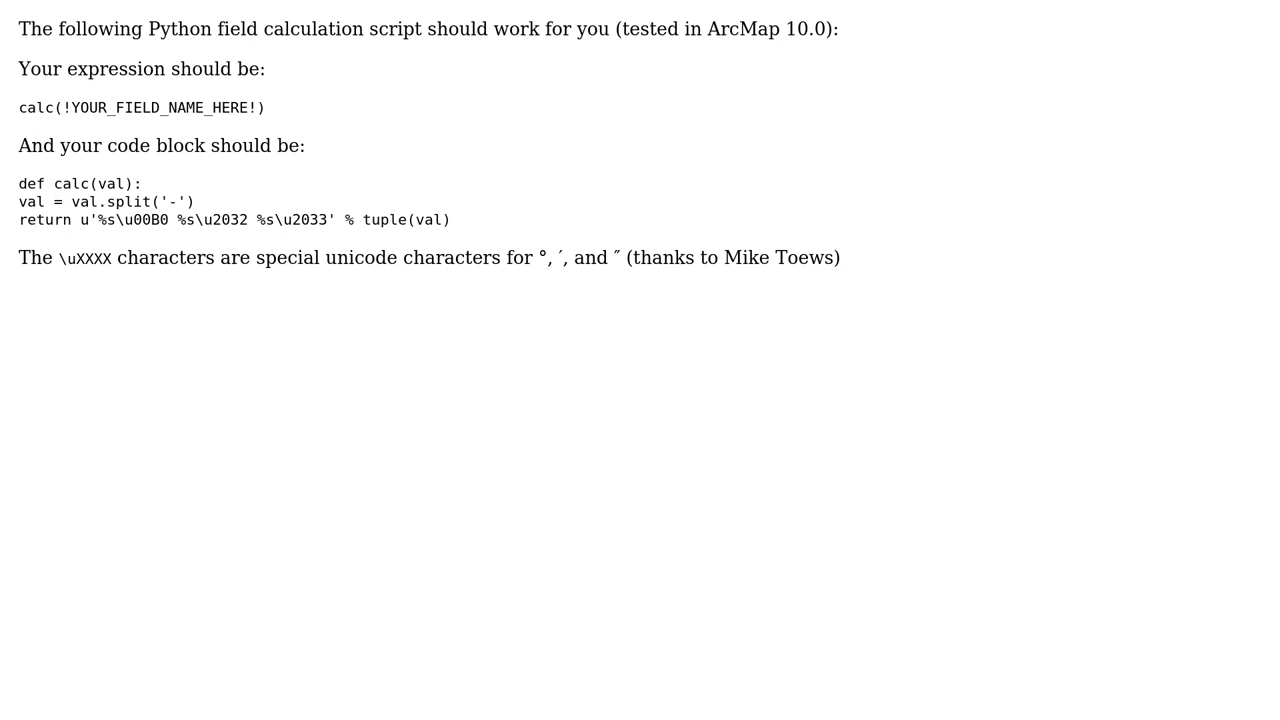 The following Python field calculation script should work for you (tested in ArcMap 10.0):
Your expression should be:
calc(!YOUR_FIELD_NAME_HERE!)
And your code block should be:
def calc(val):
val = val.split('-')
return u'%s\u00B0 %s\u2032 %s\u2033' % tuple(val)
The \uXXXX characters are special unicode characters for °, ′, and ″ (thanks to Mike Toews)